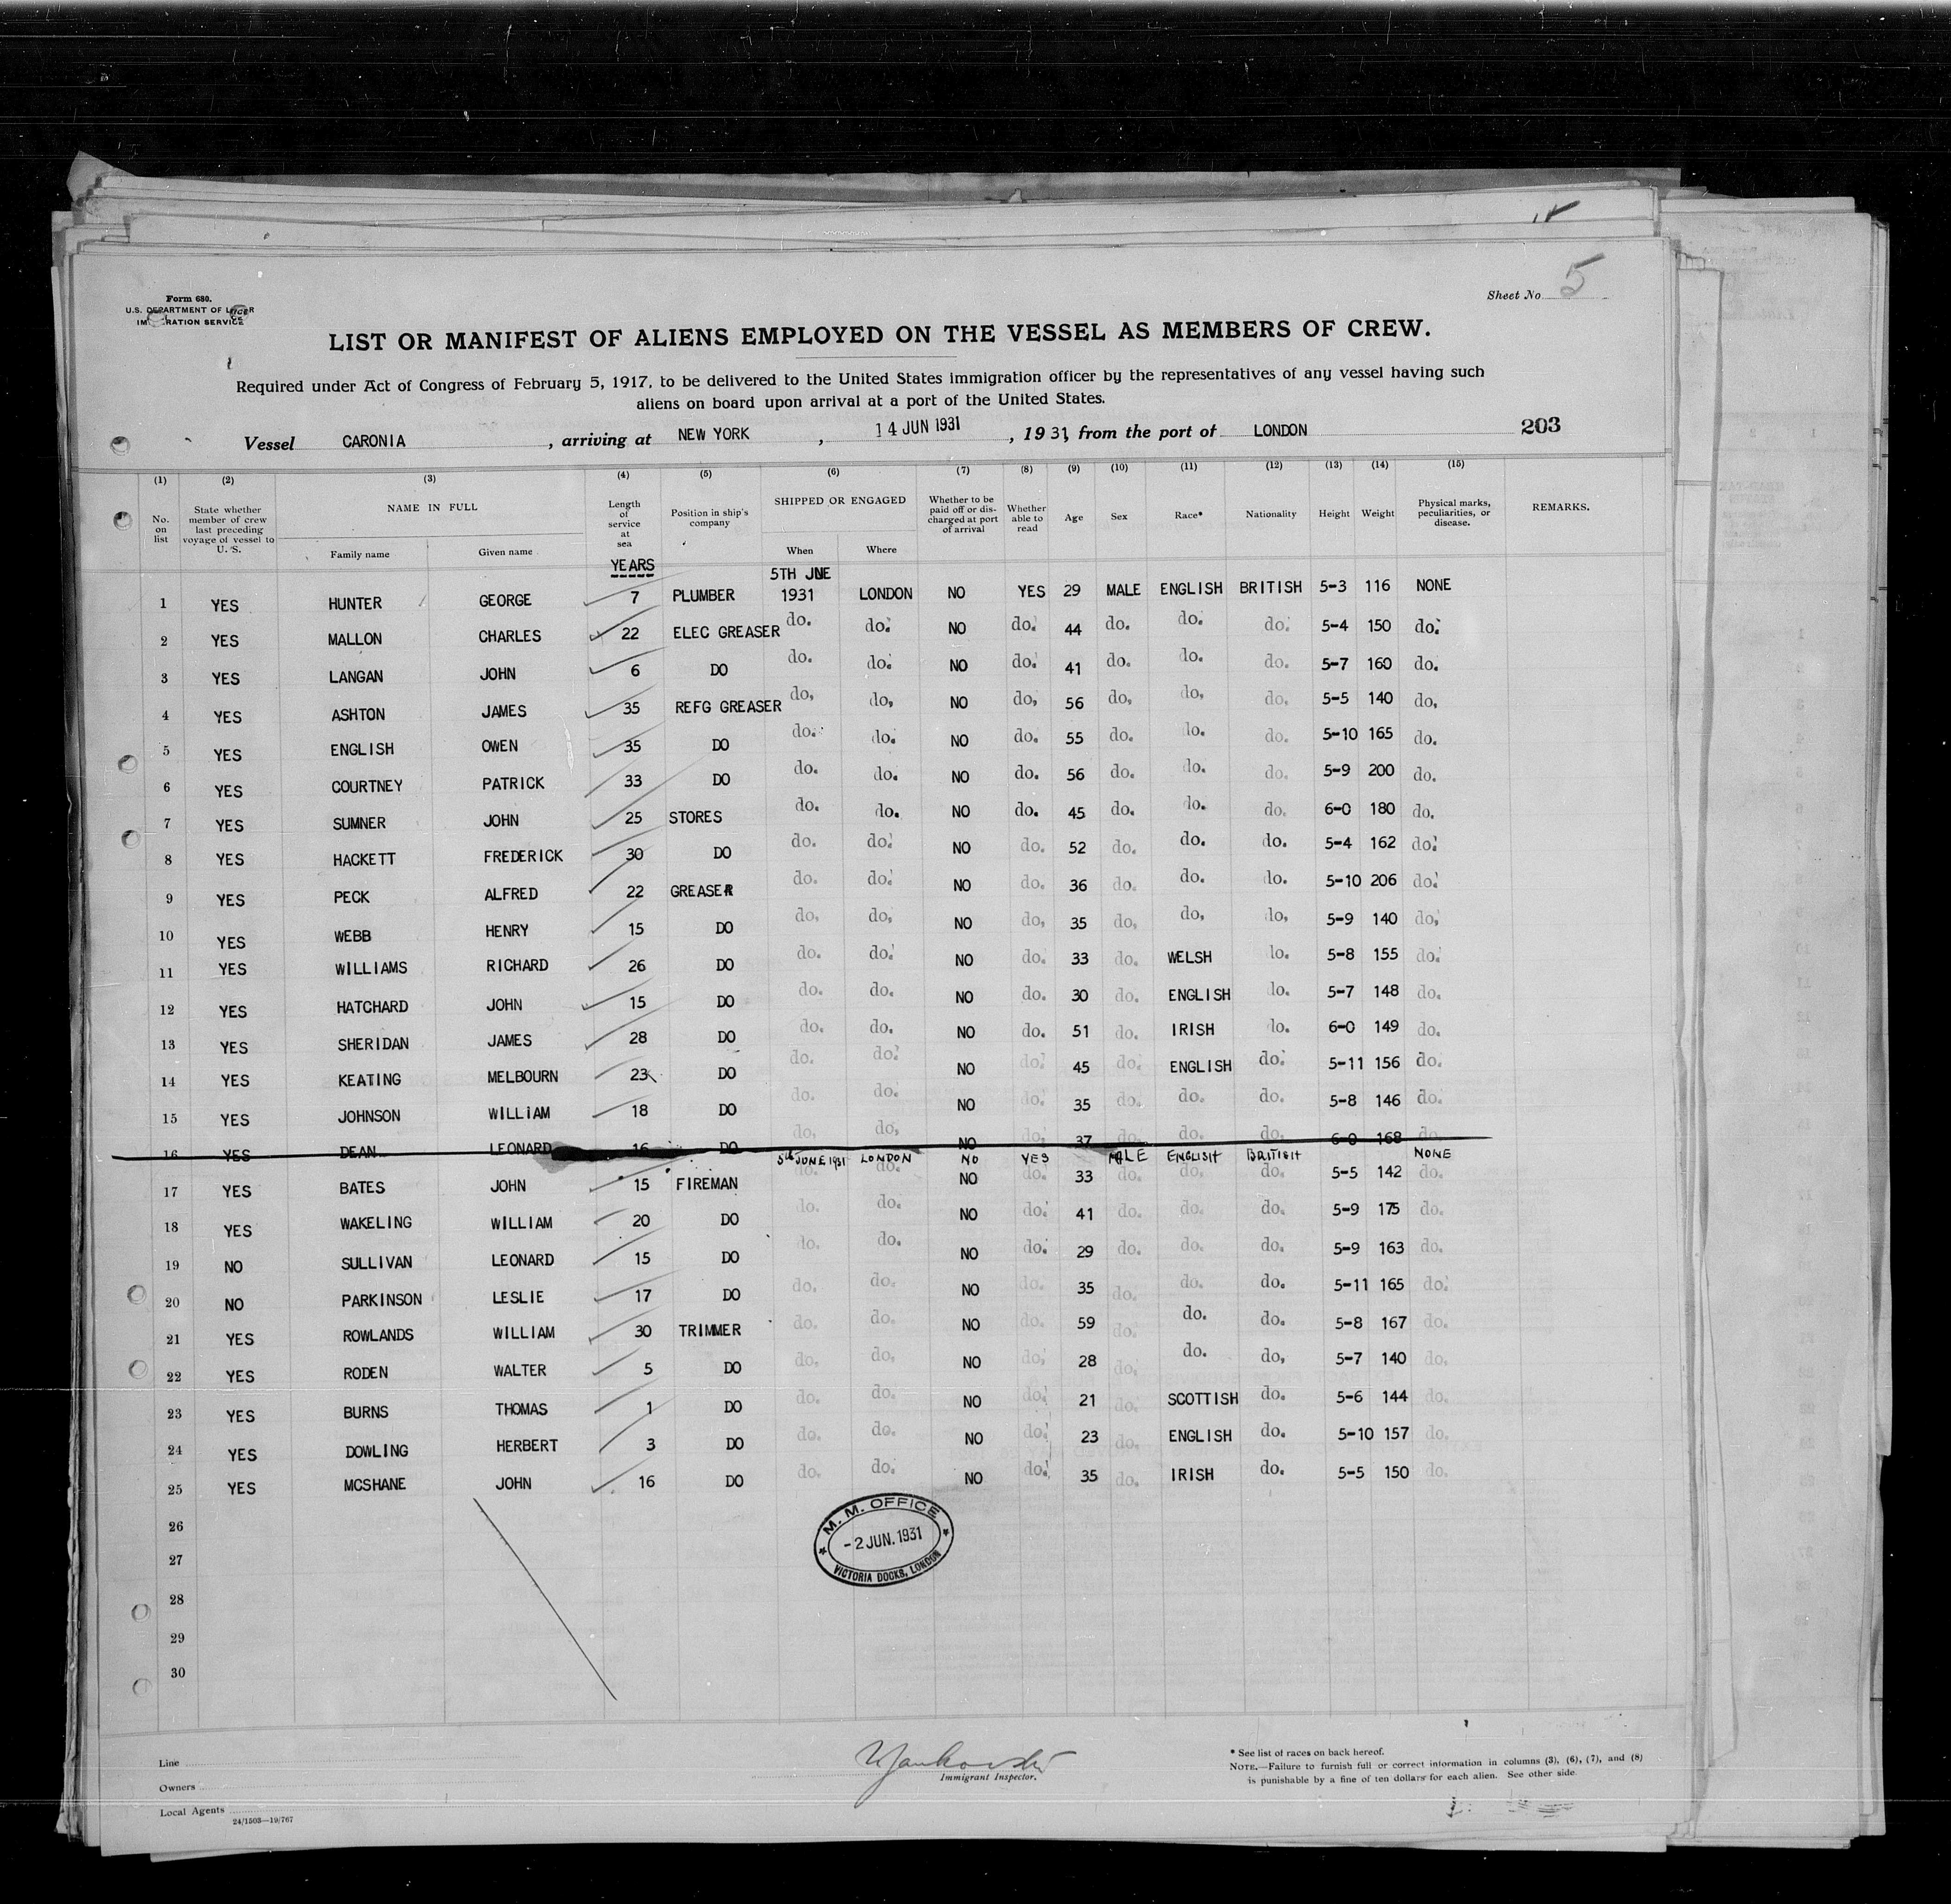 Sheet No. 5
Form 680.
U.S. DEPARTMENT OF
IM RATION SERVICE
LIST OR MANIFEST OF ALIENS EMPLOYED ON THE VESSEL AS MEMBERS OF CREW.
Required under Act of Congress of February 5, 1917, to be delivered to the United States immigration officer by the representatives of any vessel having such
aliens on board upon arrival at a port of the United States.
Vessel CARONIA, arriving at NEW YORK, 14 JUN 1931, 1931, from the port of LONDON 203
(1) (2) (3) (4) (5) (6) (7) (8) (9) (10) (11) (12) (13) (14) (15)
No. on list State whether member of crew last preceding voyage of vessel to U. S. NAME IN FULL Family name Given name Length of service at sea Position in ship's company SHIPPED OR ENGAGED When Where Whether to be paid off or discharged at port of arrival Whether able to read Age Sex Race* Nationality Height Weight Physical marks, peculiarities, or disease. REMARKS.
YEARS 5TH JUE
1 YES HUNTER GEORGE 7 PLUMBER 1931 LONDON NO YES 29 MALE ENGLISH BRITISH 5-3 116 NONE
2 YES MALLON CHARLES 22 ELEC GREASER do. do. NO do. 44 do. do. do. 5-4 150 do.
3 YES LANGAN JOHN 6 DO do. do. NO do. 41 do. do. do. 5-7 160 do.
4 YES ASHTON JAMES 35 REFG GREASER do. do. NO do. 56 do. do. do. 5-5 140 do.
5 YES ENGLISH OWEN 35 DO do. do. NO do. 55 do. do. do. 5-10 165 do.
6 YES COURTNEY PATRICK 33 DO do. do. NO do. 56 do. do. do. 5-9 200 do.
7 YES SUMNER JOHN 25 STORES do. do. NO do. 45 do. do. do. 6-0 180 do.
8 YES HACKETT FREDERICK 30 DO do. do. NO do. 52 do. do. do. 5-4 162 do.
9 YES PECK ALFRED 22 GREASER do. do. NO do. 36 do. do. do. 5-10 206 do.
10 YES WEBB HENRY 15 DO do. do. NO do. 35 do. do. do. 5-9 140 do.
11 YES WILLIAMS RICHARD 26 DO do. do. NO do. 33 do. WELSH do. 5-8 155 do.
12 YES HATCHARD JOHN 15 DO do. do. NO do. 30 do. ENGLISH do. 5-7 148 do.
13 YES SHERIDAN JAMES 28 DO do. do. NO do. 51 do. IRISH do. 6-0 149 do.
14 YES KEATING MELBOURN 23 DO do. do. NO do. 45 do. ENGLISH do. 5-11 156 do.
15 YES JOHNSON WILLIAM 18 DO do. do. NO do. 35 do. do. do. 5-8 146 do.
16 YES DEAN LEONARD 16 DO do. do. NO do. 37 do. do. do. 6-0 168 do.
5th JUNE 1931 LONDON NO YES MALE ENGLISH BRITISH NONE
17 YES BATES JOHN 15 FIREMAN do. do. NO do. 33 do. do. do. 5-5 142 do.
18 YES WAKELING WILLIAM 20 DO do. do. NO do. 41 do. do. do. 5-9 175 do.
19 NO SULLIVAN LEONARD 15 DO do. do. NO do. 29 do. do. do. 5-9 163 do.
20 NO PARKINSON LESLIE 17 DO do. do. NO do. 35 do. do. do. 5-11 165 do.
21 YES ROWLANDS WILLIAM 30 TRIMMER do. do. NO do. 59 do. do. do. 5-8 167 do.
22 YES RODEN WALTER 5 DO do. do. NO do. 28 do. do. do. 5-7 140 do.
23 YES BURNS THOMAS 1 DO do. do. NO do. 21 do. SCOTTISH do. 5-6 144 do.
24 YES DOWLING HERBERT 3 DO do. do. NO do. 23 do. ENGLISH do. 5-10 157 do.
25 YES MCSHANE JOHN 16 DO do. do. NO do. 35 do. IRISH do. 5-5 150 do.
26
27
28
29
30
M. M. OFFICE
-2 JUN. 1931
VICTORIA DOCKS, LONDON
Line
Owners
Local Agents
24/1503—19/767
Immigrant Inspector.
* See list of races on back hereof.
NOTE.—Failure to furnish full or correct information in columns (3), (6), (7), and (8)
is punishable by a fine of ten dollars for each alien. See other side.